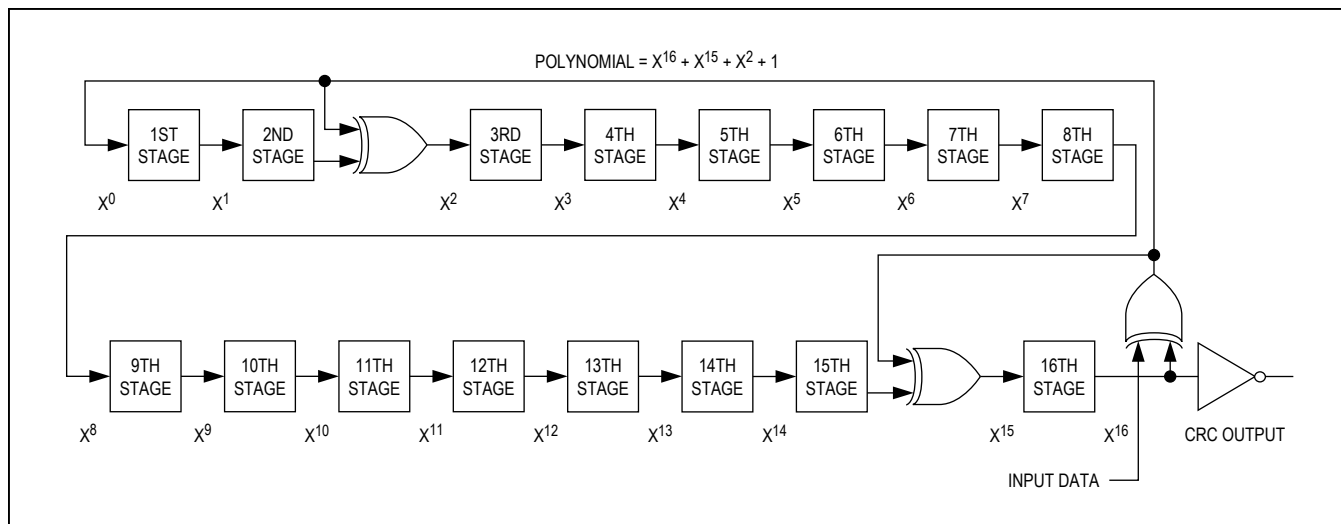 POLYNOMIAL = X¹⁶ + X¹⁵ + X² + 1
1ST
STAGE
2ND
STAGE
3RD
STAGE
4TH
STAGE
5TH
STAGE
6TH
STAGE
7TH
STAGE
8TH
STAGE
X⁰
X¹
X²
X³
X⁴
X⁵
X⁶
X⁷
9TH
STAGE
10TH
STAGE
11TH
STAGE
12TH
STAGE
13TH
STAGE
14TH
STAGE
15TH
STAGE
16TH
STAGE
X⁸
X⁹
X¹⁰
X¹¹
X¹²
X¹³
X¹⁴
X¹⁵
X¹⁶
CRC OUTPUT
INPUT DATA